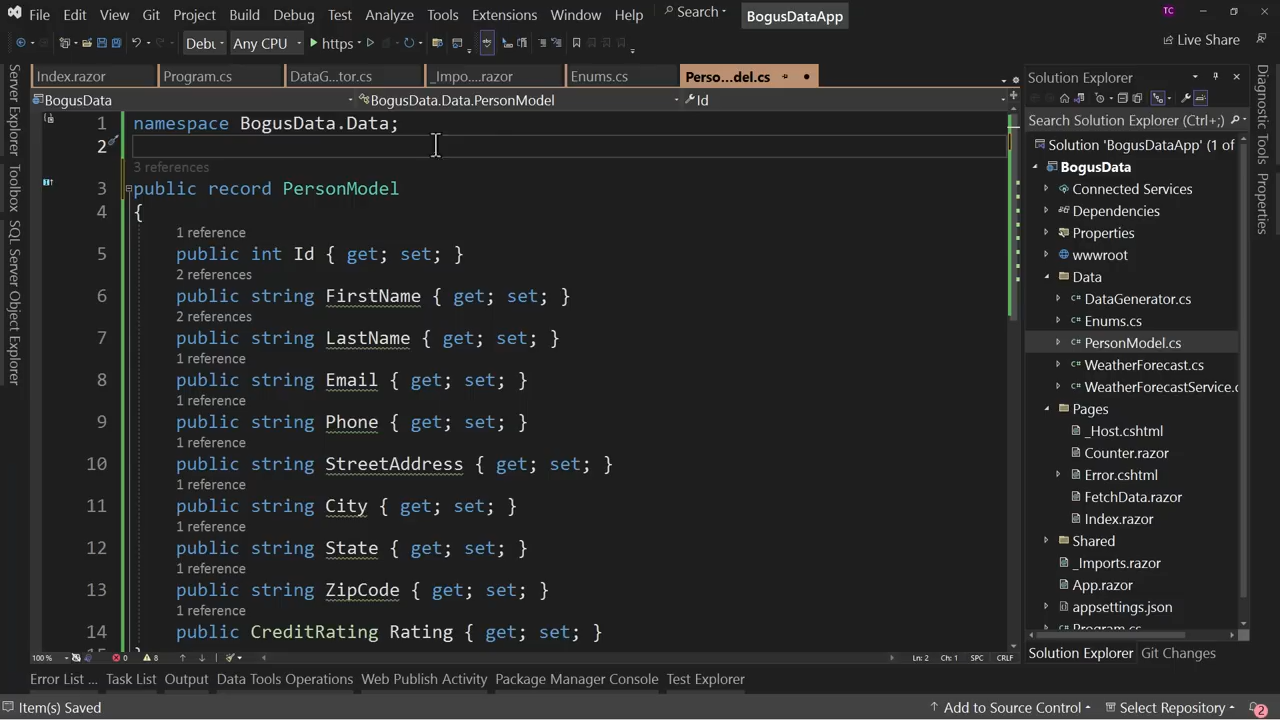 File Edit View Git Project Build Debug Test Analyze Tools Extensions Window Help Search BogusDataApp TC
Debu Any CPU https Live Share
Index.razor Program.cs DataG...tor.cs _Impo....razor Enums.cs Perso...del.cs
BogusData BogusData.Data.PersonModel Id
1 namespace BogusData.Data;
2
3 references
3 public record PersonModel
4 {
1 reference
5 public int Id { get; set; }
2 references
6 public string FirstName { get; set; }
2 references
7 public string LastName { get; set; }
1 reference
8 public string Email { get; set; }
1 reference
9 public string Phone { get; set; }
1 reference
10 public string StreetAddress { get; set; }
1 reference
11 public string City { get; set; }
1 reference
12 public string State { get; set; }
1 reference
13 public string ZipCode { get; set; }
1 reference
14 public CreditRating Rating { get; set; }
100% 0 8 Ln: 2 Ch: 1 SPC CRLF
Server Explorer
Toolbox
SQL Server Object Explorer
Solution Explorer
Search Solution Explorer (Ctrl+;)
Solution 'BogusDataApp' (1 of
BogusData
Connected Services
Dependencies
Properties
wwwroot
Data
DataGenerator.cs
Enums.cs
PersonModel.cs
WeatherForecast.cs
WeatherForecastService.c
Pages
_Host.cshtml
Counter.razor
Error.cshtml
FetchData.razor
Index.razor
Shared
_Imports.razor
App.razor
appsettings.json
Program.cs
Solution Explorer Git Changes
Diagnostic Tools
Properties
Error List ... Task List Output Data Tools Operations Web Publish Activity Package Manager Console Test Explorer
Item(s) Saved Add to Source Control Select Repository 2